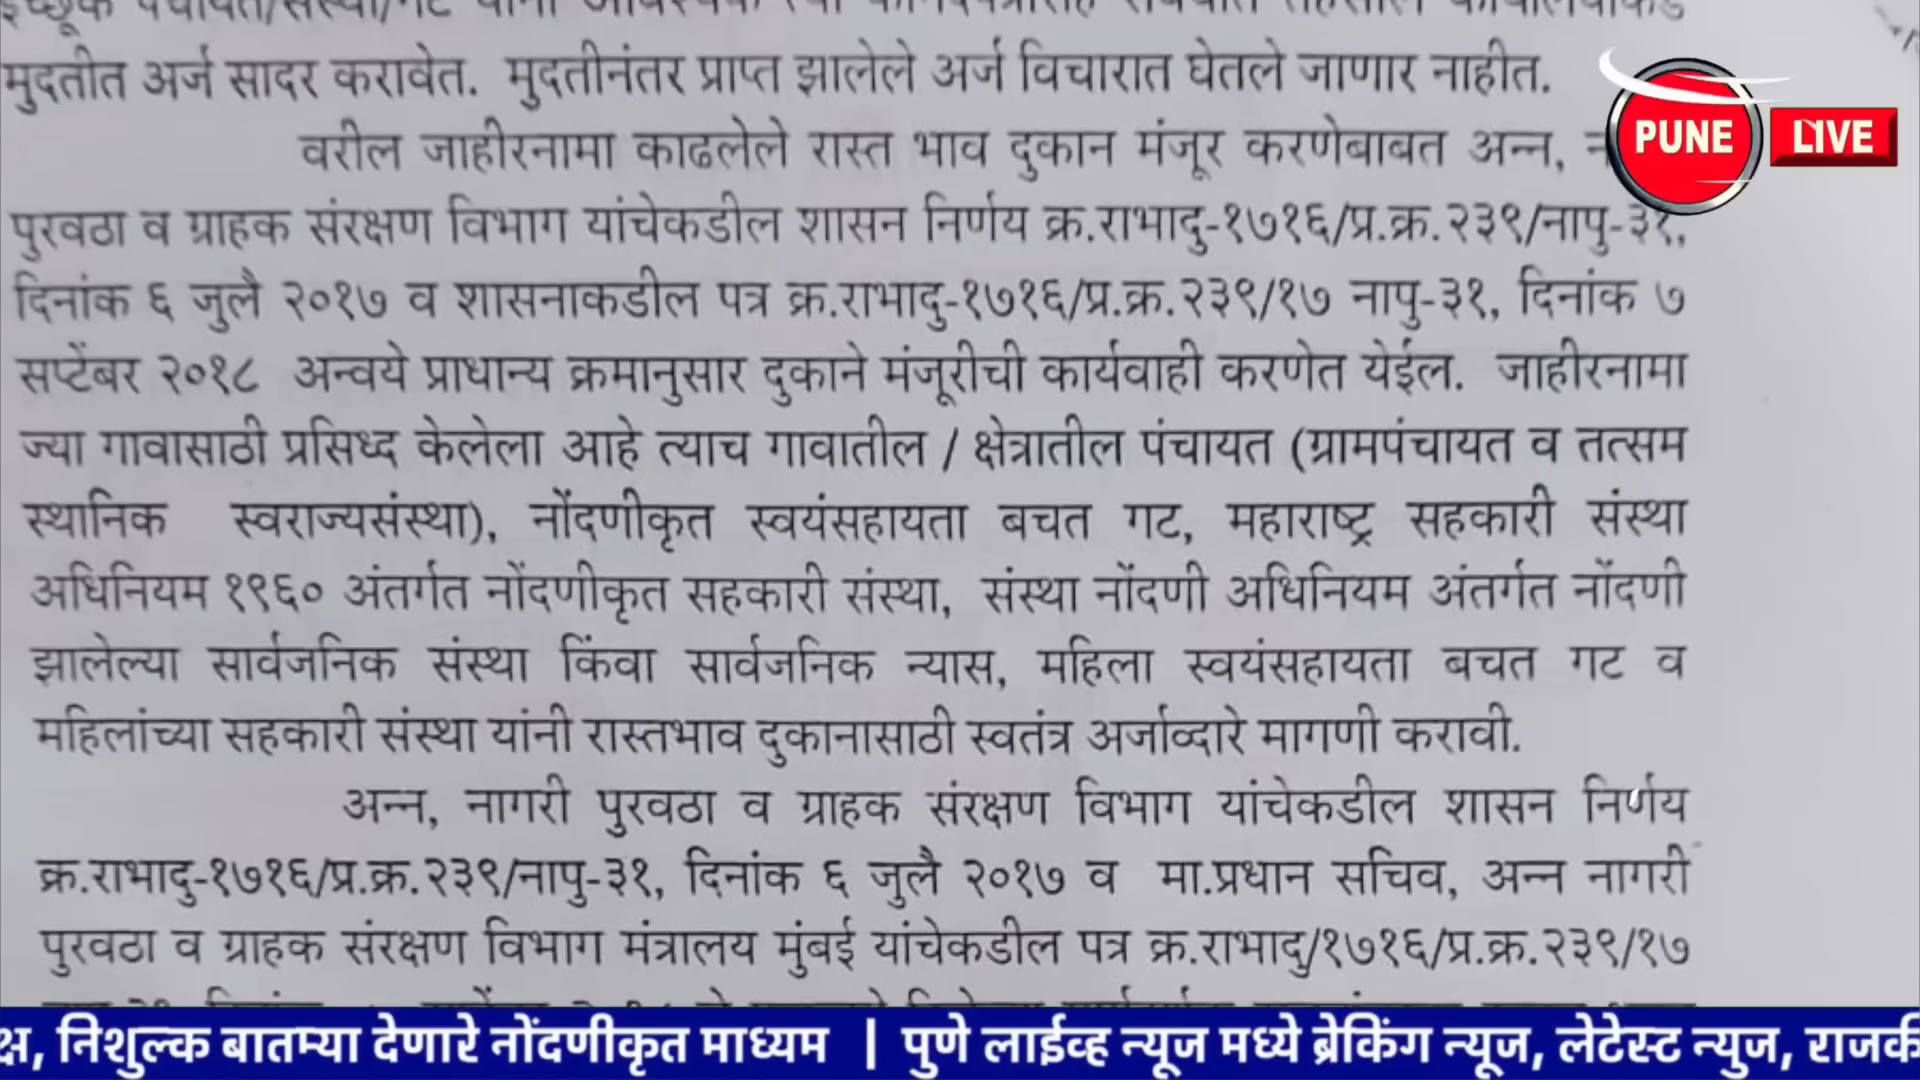 मुदतीत अर्ज सादर करावेत. मुदतीनंतर प्राप्त झालेले अर्ज विचारात घेतले जाणार नाहीत.
वरील जाहीरनामा काढलेले रास्त भाव दुकान मंजूर करणेबाबत अन्न,
PUNE LIVE
पुरवठा व ग्राहक संरक्षण विभाग यांचेकडील शासन निर्णय क्र.राभादु-१७१६/प्र.क्र.२३९/नापु-३१,
दिनांक ६ जुलै २०१७ व शासनाकडील पत्र क्र.राभादु-१७१६/प्र.क्र.२३९/१७ नापु-३१, दिनांक ७
सप्टेंबर २०१८ अन्वये प्राधान्य क्रमानुसार दुकाने मंजूरीची कार्यवाही करणेत येईल. जाहीरनामा
ज्या गावासाठी प्रसिध्द केलेला आहे त्याच गावातील / क्षेत्रातील पंचायत (ग्रामपंचायत व तत्सम
स्थानिक स्वराज्यसंस्था), नोंदणीकृत स्वयंसहायता बचत गट, महाराष्ट्र सहकारी संस्था
अधिनियम १९६० अंतर्गत नोंदणीकृत सहकारी संस्था, संस्था नोंदणी अधिनियम अंतर्गत नोंदणी
झालेल्या सार्वजनिक संस्था किंवा सार्वजनिक न्यास, महिला स्वयंसहायता बचत गट व
महिलांच्या सहकारी संस्था यांनी रास्तभाव दुकानासाठी स्वतंत्र अर्जाव्दारे मागणी करावी.
अन्न, नागरी पुरवठा व ग्राहक संरक्षण विभाग यांचेकडील शासन निर्णय
क्र.राभादु-१७१६/प्र.क्र.२३९/नापु-३१, दिनांक ६ जुलै २०१७ व मा.प्रधान सचिव, अन्न नागरी
पुरवठा व ग्राहक संरक्षण विभाग मंत्रालय मुंबई यांचेकडील पत्र क्र.राभादु/१७१६/प्र.क्र.२३९/१७
क्ष, निशुल्क बातम्या देणारे नोंदणीकृत माध्यम | पुणे लाईव्ह न्यूज मध्ये ब्रेकिंग न्यूज, लेटेस्ट न्युज,